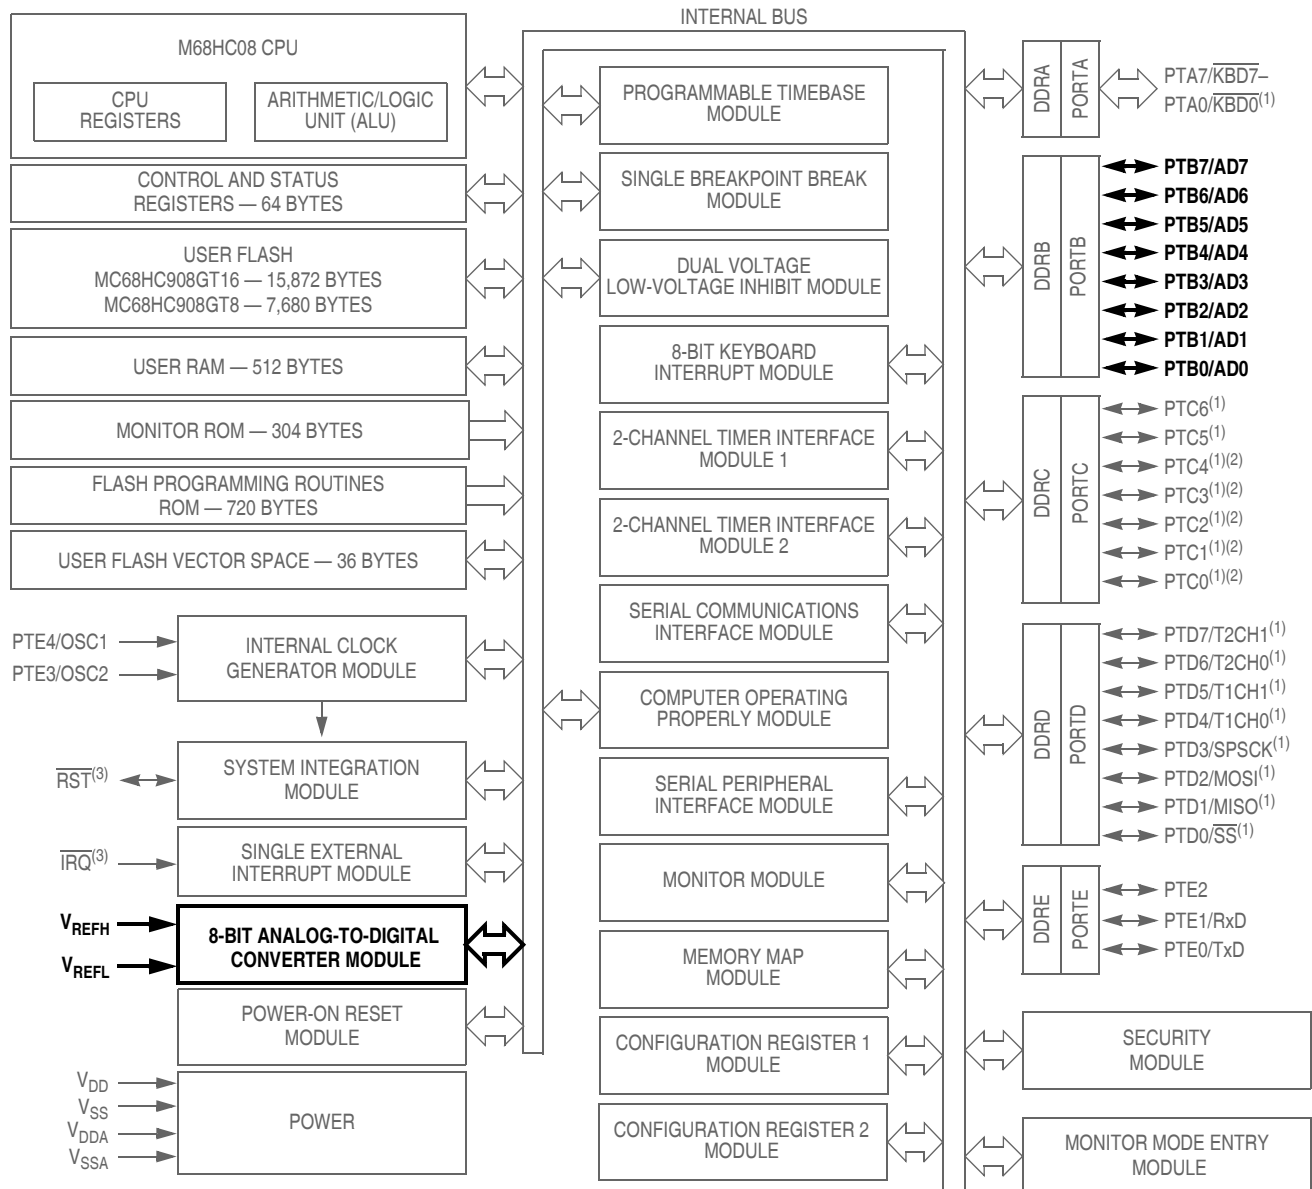 INTERNAL BUS
M68HC08 CPU
CPU
REGISTERS
ARITHMETIC/LOGIC
UNIT (ALU)
CONTROL AND STATUS
REGISTERS — 64 BYTES
USER FLASH
MC68HC908GT16 — 15,872 BYTES
MC68HC908GT8 — 7,680 BYTES
USER RAM — 512 BYTES
MONITOR ROM — 304 BYTES
FLASH PROGRAMMING ROUTINES
ROM — 720 BYTES
USER FLASH VECTOR SPACE — 36 BYTES
PTE4/OSC1
PTE3/OSC2
INTERNAL CLOCK
GENERATOR MODULE
RST(3)
SYSTEM INTEGRATION
MODULE
IRQ(3)
SINGLE EXTERNAL
INTERRUPT MODULE
VREFH
VREFL
8-BIT ANALOG-TO-DIGITAL
CONVERTER MODULE
POWER-ON RESET
MODULE
VDD
VSS
VDDA
VSSA
POWER
PROGRAMMABLE TIMEBASE
MODULE
SINGLE BREAKPOINT BREAK
MODULE
DUAL VOLTAGE
LOW-VOLTAGE INHIBIT MODULE
8-BIT KEYBOARD
INTERRUPT MODULE
2-CHANNEL TIMER INTERFACE
MODULE 1
2-CHANNEL TIMER INTERFACE
MODULE 2
SERIAL COMMUNICATIONS
INTERFACE MODULE
COMPUTER OPERATING
PROPERLY MODULE
SERIAL PERIPHERAL
INTERFACE MODULE
MONITOR MODULE
MEMORY MAP
MODULE
CONFIGURATION REGISTER 1
MODULE
CONFIGURATION REGISTER 2
MODULE
DDRA
PORTA
PTA7/KBD7–
PTA0/KBD0(1)
DDRB
PORTB
PTB7/AD7
PTB6/AD6
PTB5/AD5
PTB4/AD4
PTB3/AD3
PTB2/AD2
PTB1/AD1
PTB0/AD0
DDRC
PORTC
PTC6(1)
PTC5(1)
PTC4(1)(2)
PTC3(1)(2)
PTC2(1)(2)
PTC1(1)(2)
PTC0(1)(2)
DDRD
PORTD
PTD7/T2CH1(1)
PTD6/T2CH0(1)
PTD5/T1CH1(1)
PTD4/T1CH0(1)
PTD3/SPSCK(1)
PTD2/MOSI(1)
PTD1/MISO(1)
PTD0/SS(1)
DDRE
PORTE
PTE2
PTE1/RxD
PTE0/TxD
SECURITY
MODULE
MONITOR MODE ENTRY
MODULE